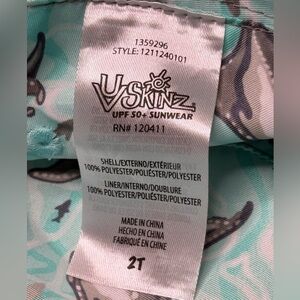 1359296
STYLE: 1211240101
UV SKINZ
UPF 50+ SUNWEAR
RN# 120411
SHELL/EXTERNO/EXTÉRIEUR
100% POLYESTER/POLIÉSTER/POLYESTER
LINER/INTERNO/DOUBLURE
100% POLYESTER/POLIÉSTER/POLYESTER
MADE IN CHINA
HECHO EN CHINA
FABRIQUÉ EN CHINE
2T